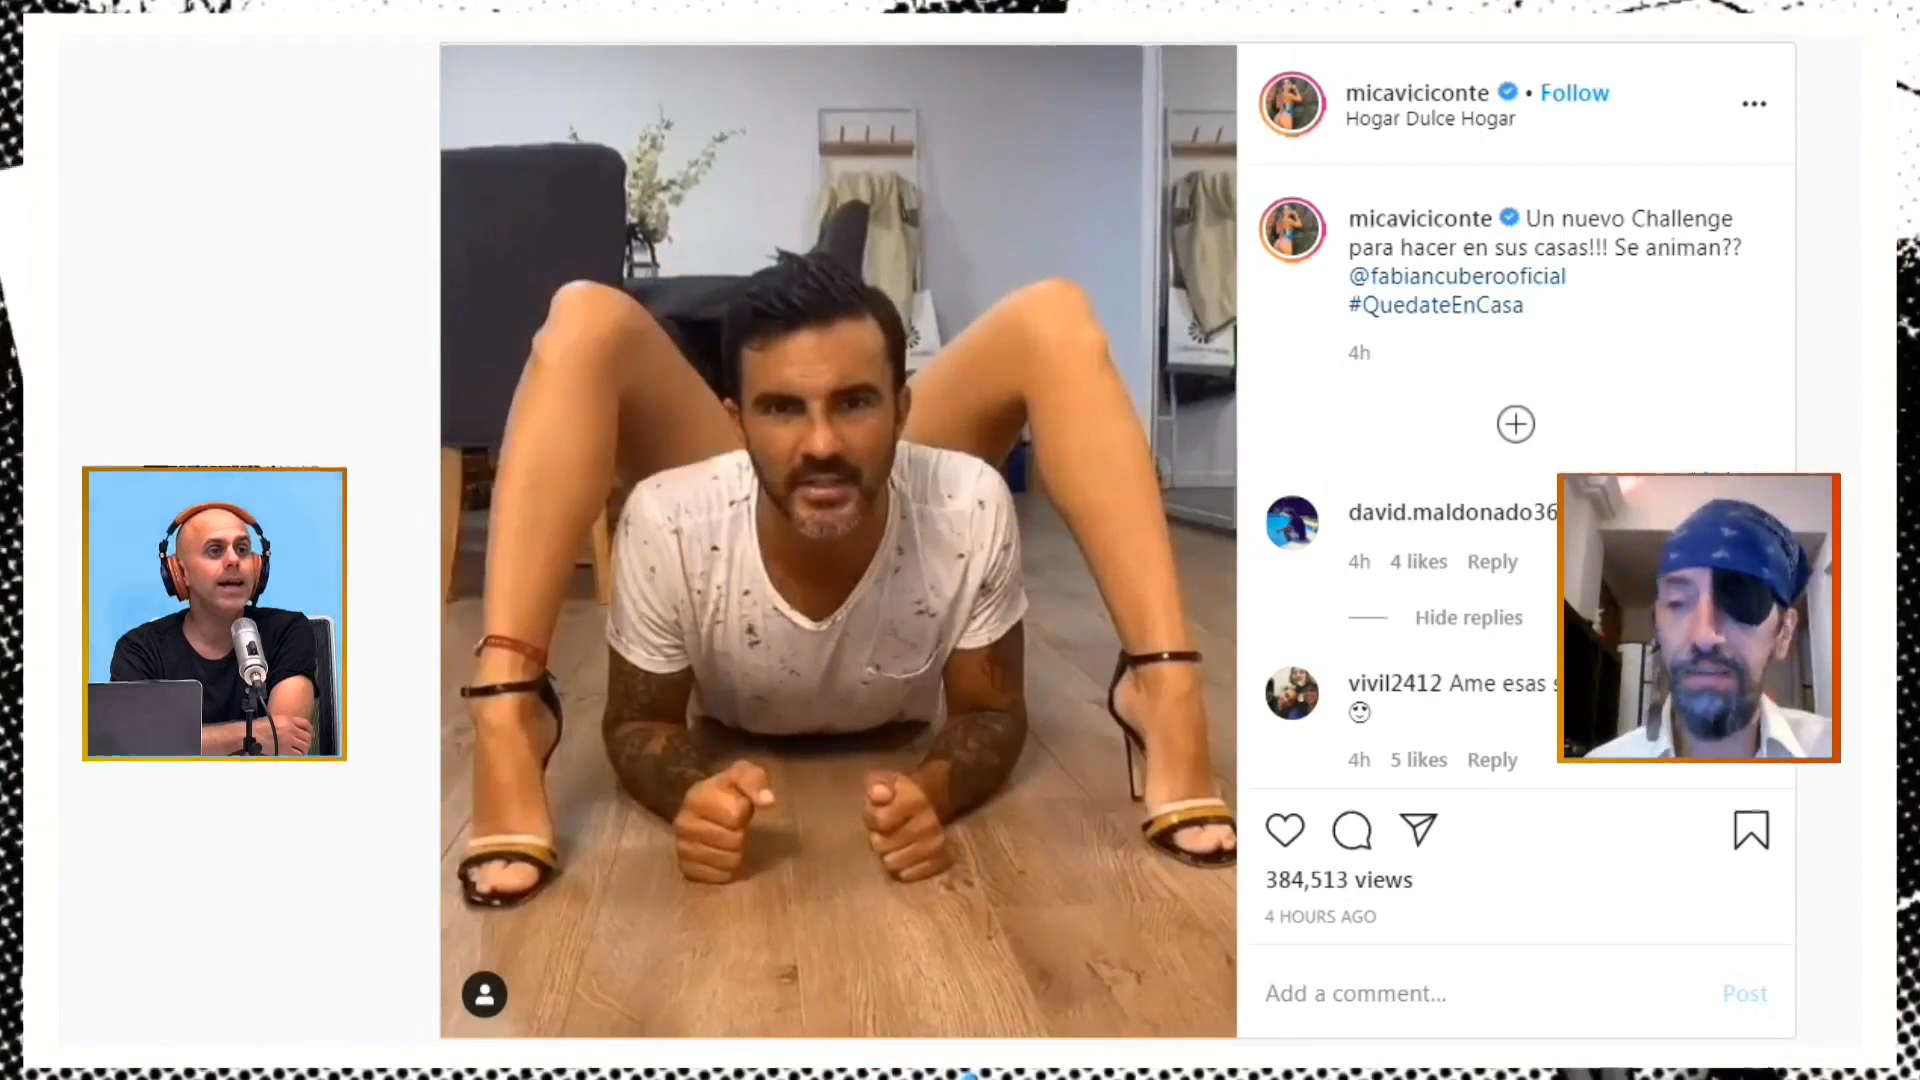 micaviciconte • Follow
Hogar Dulce Hogar
micaviciconte Un nuevo Challenge
para hacer en sus casas!!! Se animan??
@fabiancuberooficial
#QuedateEnCasa
4h
david.maldonado36
4h 4 likes Reply
Hide replies
vivil2412 Ame esas
4h 5 likes Reply
384,513 views
4 HOURS AGO
Add a comment...
Post